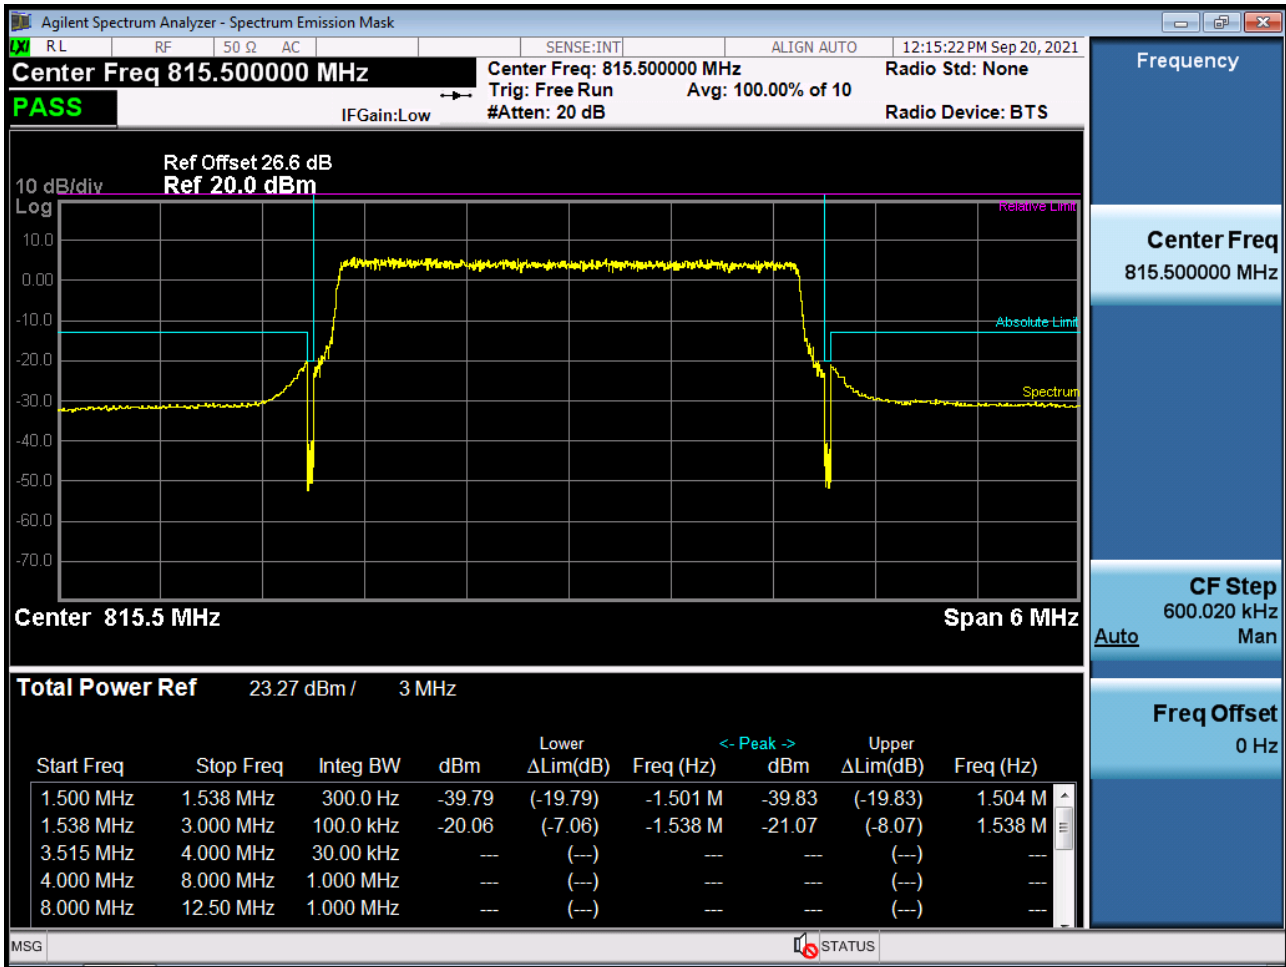 Agilent Spectrum Analyzer - Spectrum Emission Mask
LXI RL RF 50 Ω AC SENSE:INT ALIGN AUTO 12:15:22 PM Sep 20, 2021
Center Freq 815.500000 MHz
Center Freq: 815.500000 MHz Radio Std: None
Trig: Free Run Avg: 100.00% of 10
PASS
IFGain:Low #Atten: 20 dB Radio Device: BTS
Ref Offset 26.6 dB
10 dB/div Ref 20.0 dBm
Log
Relative Limit
10.0
0.00
-10.0
Absolute Limit
-20.0
-30.0
Spectrum
-40.0
-50.0
-60.0
-70.0
Center 815.5 MHz Span 6 MHz
Total Power Ref 23.27 dBm / 3 MHz
Lower <- Peak -> Upper
Start Freq Stop Freq Integ BW dBm ΔLim(dB) Freq (Hz) dBm ΔLim(dB) Freq (Hz)
1.500 MHz 1.538 MHz 300.0 Hz -39.79 (-19.79) -1.501 M -39.83 (-19.83) 1.504 M
1.538 MHz 3.000 MHz 100.0 kHz -20.06 (-7.06) -1.538 M -21.07 (-8.07) 1.538 M
3.515 MHz 4.000 MHz 30.00 kHz --- (---) --- --- (---) ---
4.000 MHz 8.000 MHz 1.000 MHz --- (---) --- --- (---) ---
8.000 MHz 12.50 MHz 1.000 MHz --- (---) --- --- (---) ---
MSG STATUS
Frequency
Center Freq
815.500000 MHz
CF Step
600.020 kHz
Auto Man
Freq Offset
0 Hz